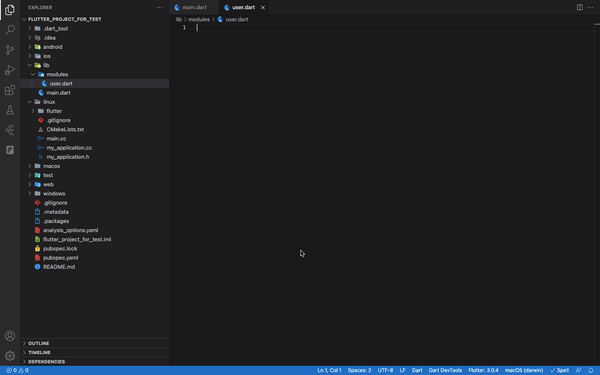 EXPLORER
main.dart
user.dart
FLUTTER_PROJECT_FOR_TEST
lib > modules > user.dart
1
.dart_tool
.idea
android
ios
lib
modules
user.dart
main.dart
linux
flutter
.gitignore
CMakeLists.txt
main.cc
my_application.cc
my_application.h
macos
test
web
windows
.gitignore
.metadata
.packages
analysis_options.yaml
flutter_project_for_test.iml
pubspec.lock
pubspec.yaml
README.md
OUTLINE
TIMELINE
DEPENDENCIES
0 0 Ln 1, Col 1 Spaces: 2 UTF-8 LF Dart Dart DevTools Flutter: 3.0.4 macOS (darwin) Spell